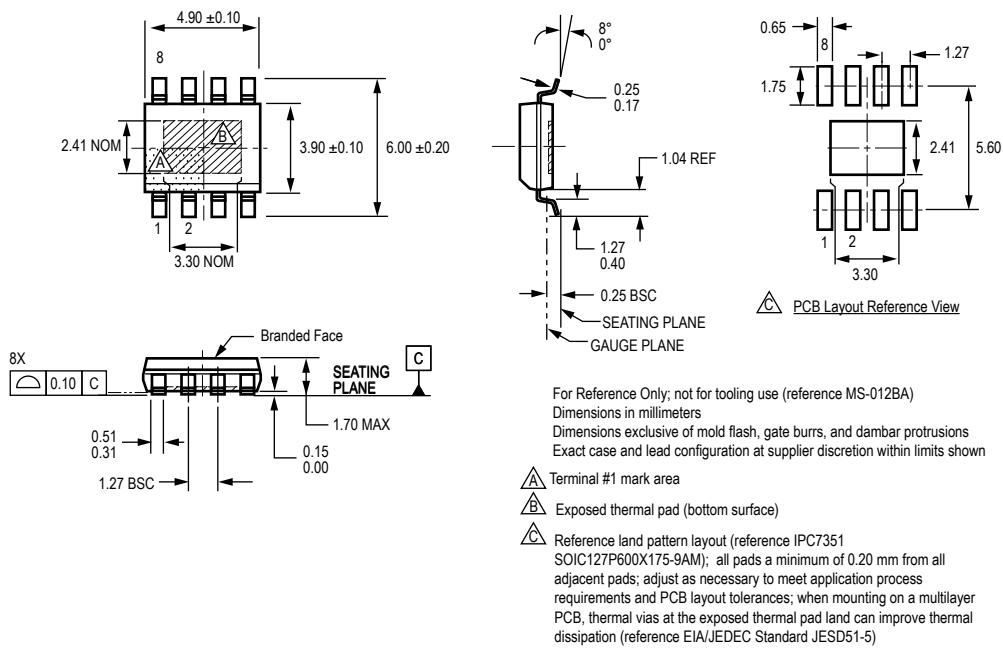 4.90 ±0.10
8
2.41 NOM
B
A
3.90 ±0.10
6.00 ±0.20
1
2
3.30 NOM
8°
0°
0.25
0.17
1.04 REF
1.27
0.40
0.25 BSC
SEATING PLANE
GAUGE PLANE
0.65
8
1.27
1.75
2.41
5.60
1
2
3.30
C PCB Layout Reference View
Branded Face
8X
0.10 C
SEATING
PLANE
C
1.70 MAX
0.51
0.31
0.15
0.00
1.27 BSC
For Reference Only; not for tooling use (reference MS-012BA)
Dimensions in millimeters
Dimensions exclusive of mold flash, gate burrs, and dambar protrusions
Exact case and lead configuration at supplier discretion within limits shown
A Terminal #1 mark area
B Exposed thermal pad (bottom surface)
C Reference land pattern layout (reference IPC7351
SOIC127P600X175-9AM); all pads a minimum of 0.20 mm from all
adjacent pads; adjust as necessary to meet application process
requirements and PCB layout tolerances; when mounting on a multilayer
PCB, thermal vias at the exposed thermal pad land can improve thermal
dissipation (reference EIA/JEDEC Standard JESD51-5)